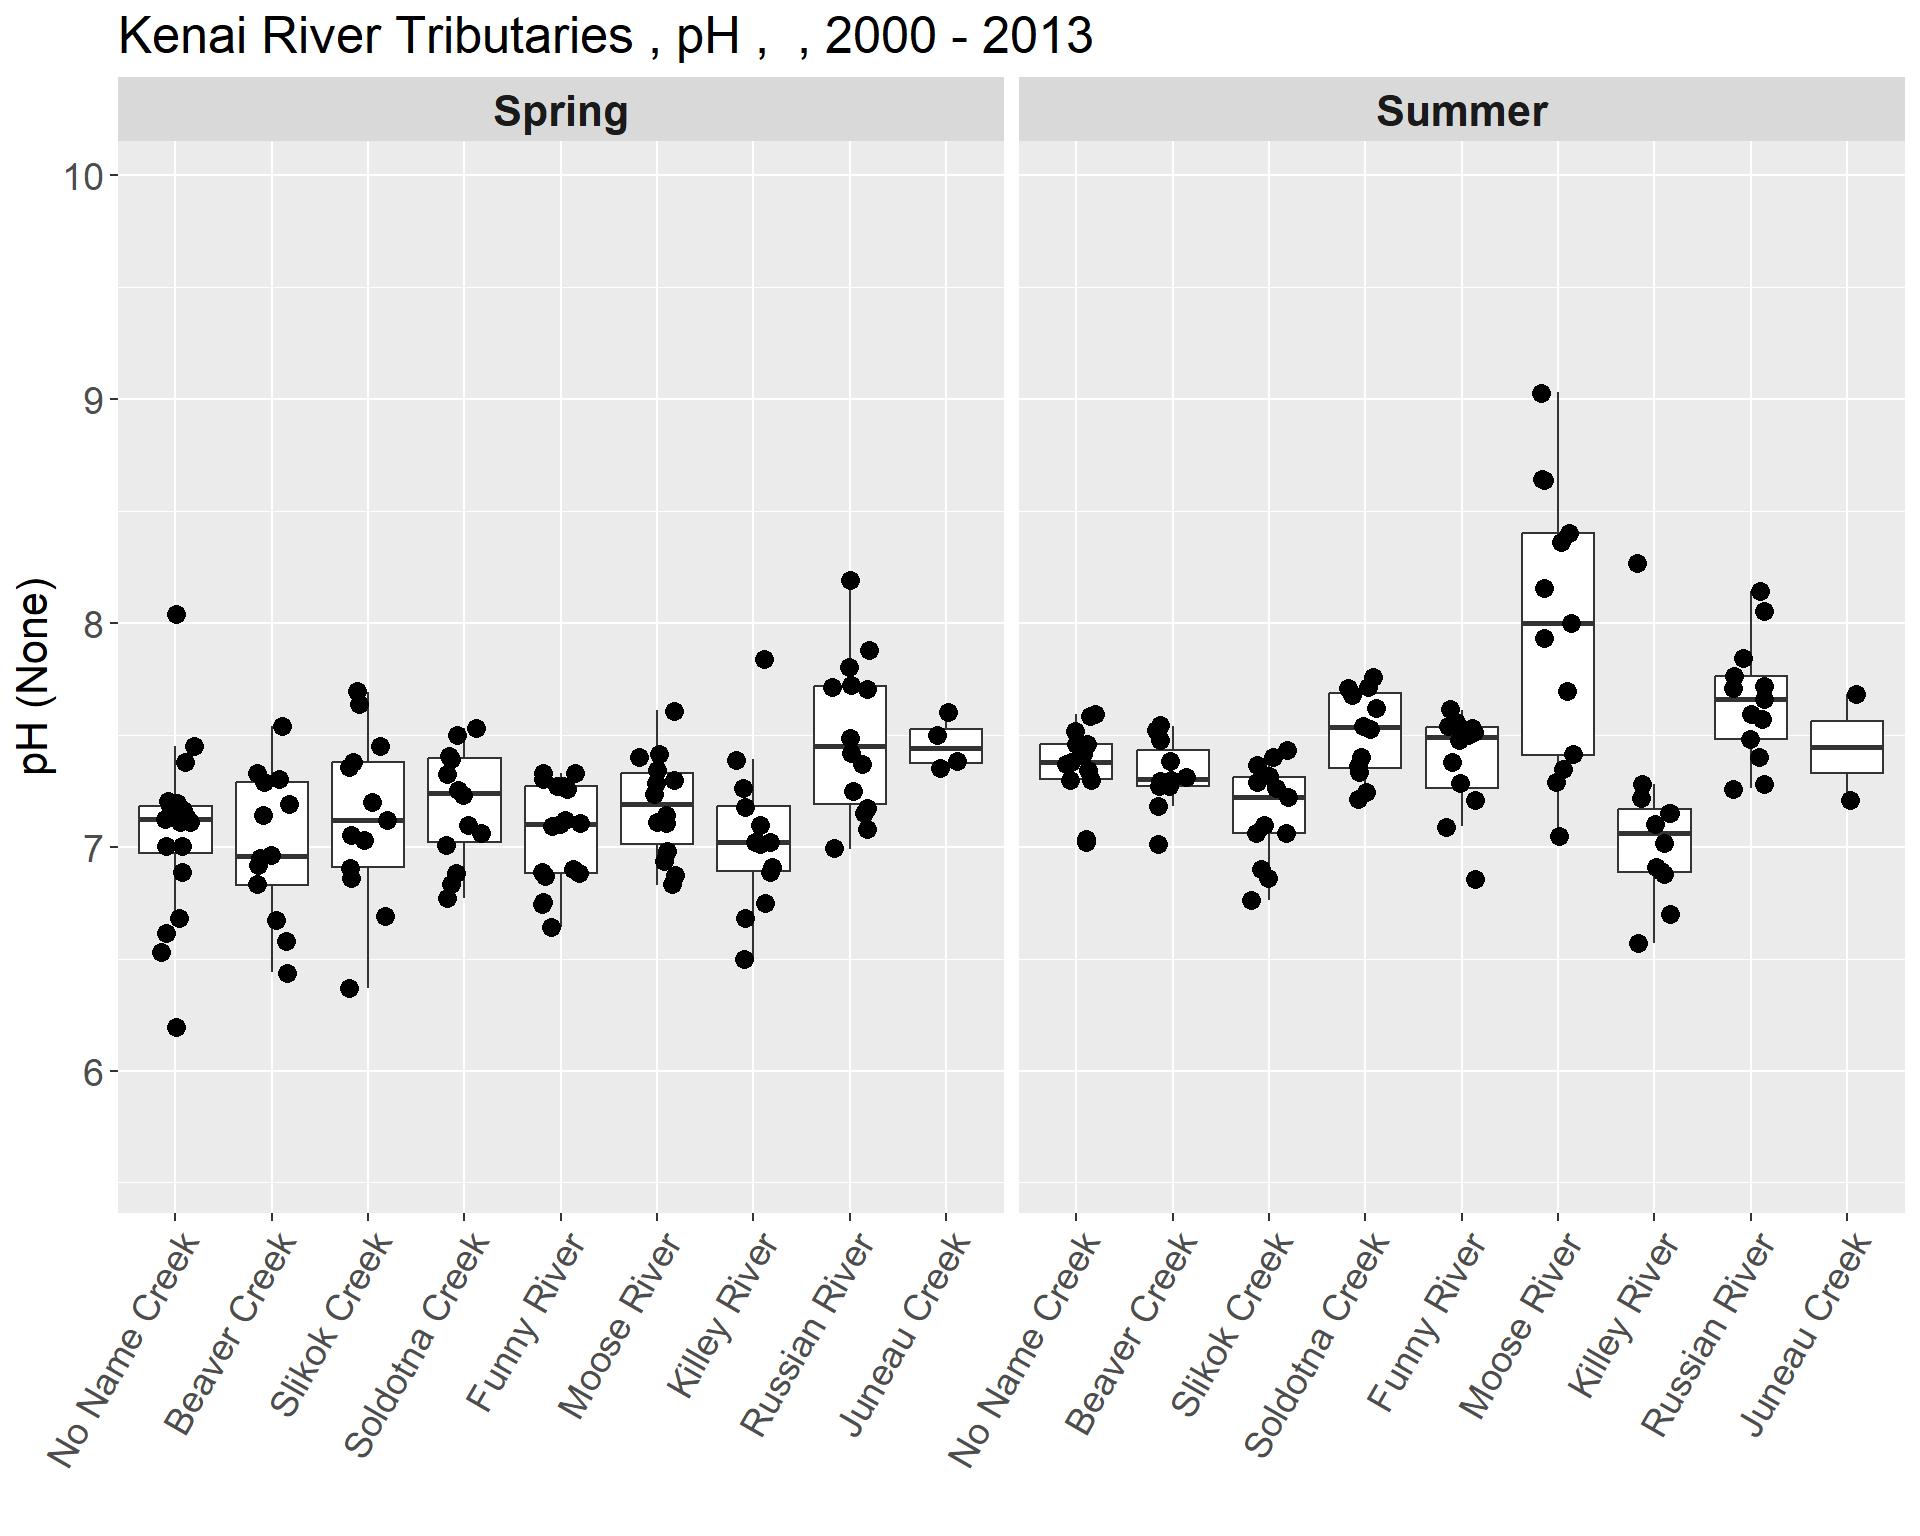 Kenai River Tributaries , pH ,  , 2000 - 2013
Spring
Summer
pH (None)
10
9
8
7
6
No Name Creek
Beaver Creek
Slikok Creek
Soldotna Creek
Funny River
Moose River
Killey River
Russian River
Juneau Creek
No Name Creek
Beaver Creek
Slikok Creek
Soldotna Creek
Funny River
Moose River
Killey River
Russian River
Juneau Creek